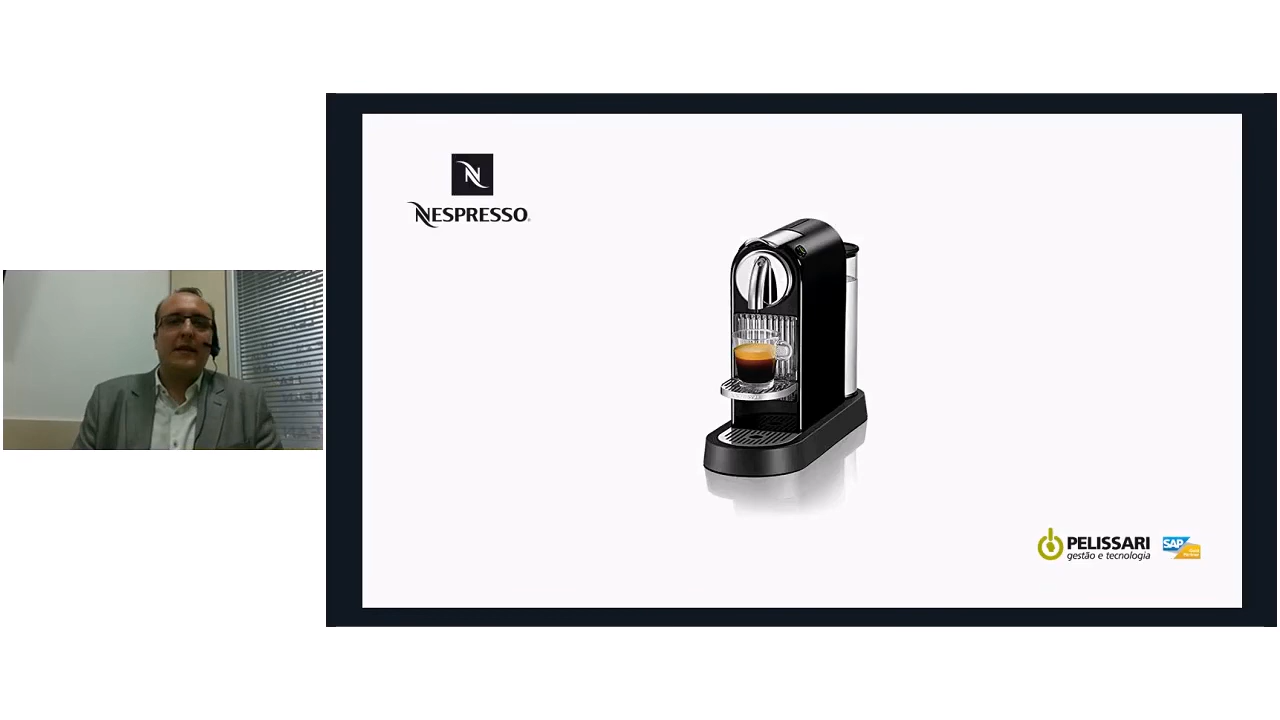 N
NESPRESSO
PELISSARI
gestão e tecnologia
SAP